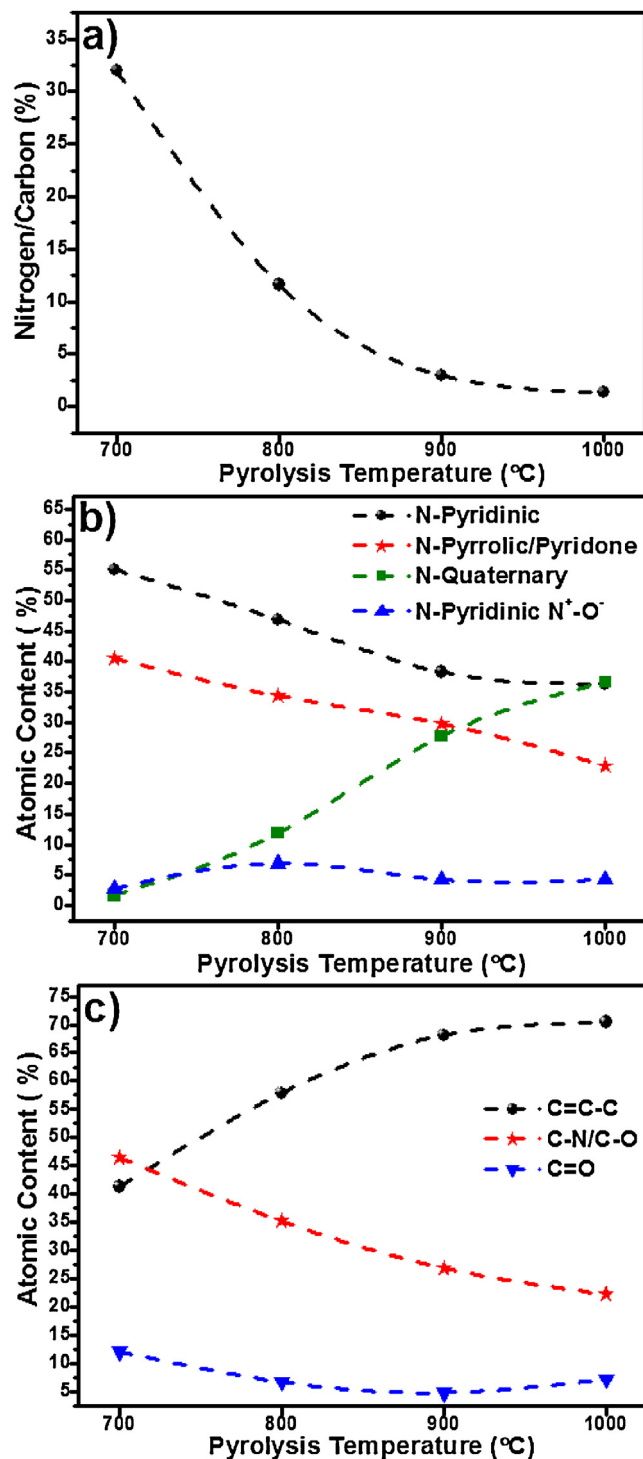 a)
Nitrogen/Carbon (%)
35
30
25
20
15
10
5
0
700 800 900 1000
Pyrolysis Temperature (ºC)
b)
N-Pyridinic
N-Pyrrolic/Pyridone
N-Quaternary
N-Pyridinic N⁺-O⁻
Atomic Content ( %)
65
60
55
50
45
40
35
30
25
20
15
10
5
0
700 800 900 1000
Pyrolysis Temperature (ºC)
c)
C=C-C
C-N/C-O
C=O
Atomic Content ( %)
75
70
65
60
55
50
45
40
35
30
25
20
15
10
5
700 800 900 1000
Pyrolysis Temperature (ºC)